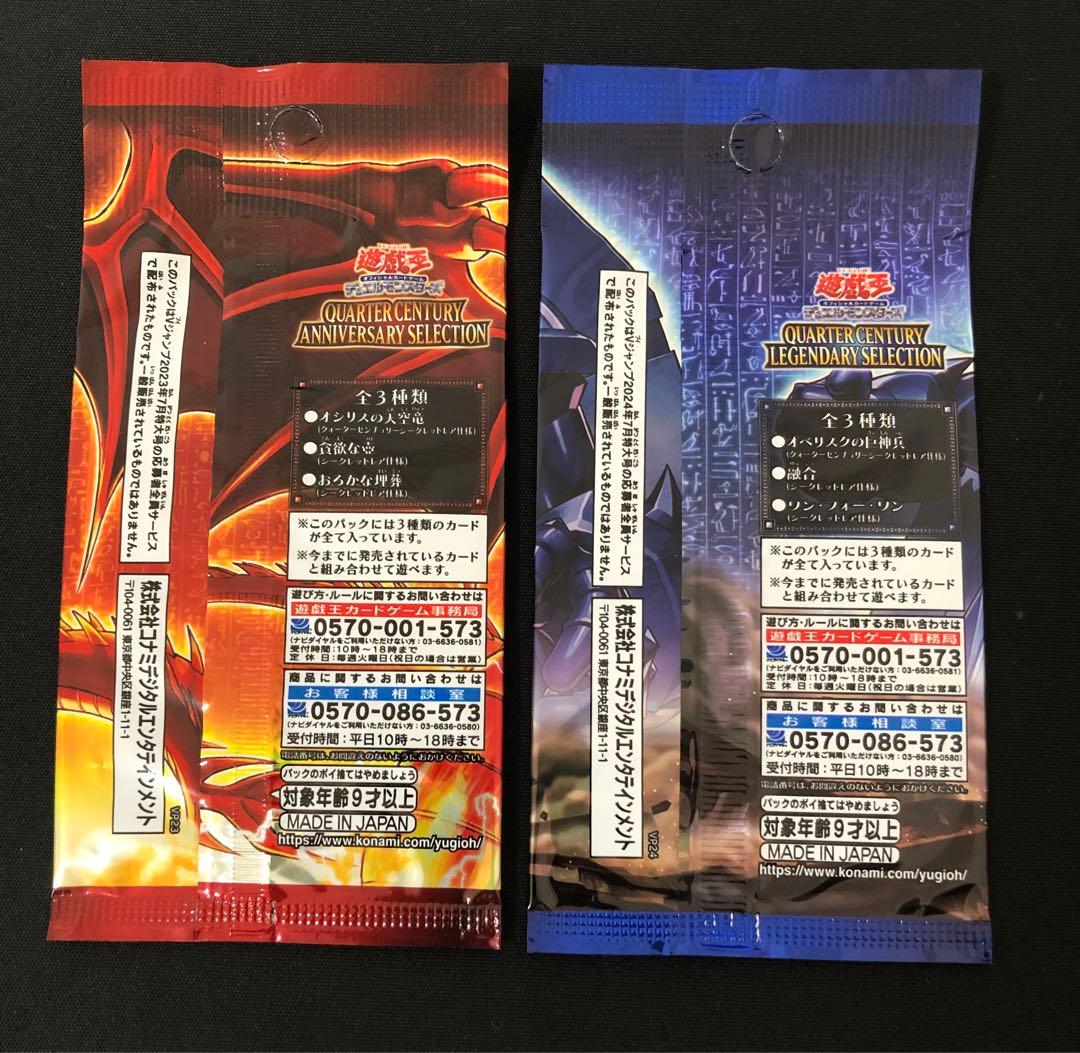 遊戯王
オフィシャルカードゲーム
デュエルモンスターズ
QUARTER CENTURY
ANNIVERSARY SELECTION
全3種類
●オシリスの天空竜
(クォーターセンチュリーシークレットレア仕様)
●貪欲な壺
(シークレットレア仕様)
●おろかな埋葬
(シークレットレア仕様)
※このパックには3種類のカード
が全て入っています。
※今までに発売されているカード
と組み合わせて遊べます。
遊び方・ルールに関するお問い合わせは
遊戯王カードゲーム事務局
0570-001-573
(ナビダイヤルをご利用いただけない方:03-6636-0581)
受付時間:10時〜18時まで
定休日:毎週火曜日(祝日の場合は営業)
商品に関するお問い合わせは
お客様相談室
0570-086-573
(ナビダイヤルをご利用いただけない方:03-6636-0580)
受付時間:平日10時〜18時まで
電話番号は、お間違えのないようにおかけください。
パックのポイ捨てはやめましょう
対象年齢9才以上
MADE IN JAPAN
https://www.konami.com/yugioh/
このパックはVジャンプ2023年7月特大号の応募者全員サービス
で配布されたものです。一般販売されているものではありません。
株式会社コナミデジタルエンタテインメント
〒104-0061 東京都中央区銀座1-11-1
VP23
遊戯王
オフィシャルカードゲーム
デュエルモンスターズ
QUARTER CENTURY
LEGENDARY SELECTION
全3種類
●オベリスクの巨神兵
(クォーターセンチュリーシークレットレア仕様)
●融合
(シークレットレア仕様)
●ワン・フォー・ワン
(シークレットレア仕様)
※このパックには3種類のカード
が全て入っています。
※今までに発売されているカード
と組み合わせて遊べます。
遊び方・ルールに関するお問い合わせは
遊戯王カードゲーム事務局
0570-001-573
(ナビダイヤルをご利用いただけない方:03-6636-0581)
受付時間:10時〜18時まで
定休日:毎週火曜日(祝日の場合は営業)
商品に関するお問い合わせは
お客様相談室
0570-086-573
(ナビダイヤルをご利用いただけない方:03-6636-0580)
受付時間:平日10時〜18時まで
電話番号は、お間違えのないようにおかけください。
パックのポイ捨てはやめましょう
対象年齢9才以上
MADE IN JAPAN
https://www.konami.com/yugioh/
このパックはVジャンプ2024年7月特大号の応募者全員サービス
で配布されたものです。一般販売されているものではありません。
株式会社コナミデジタルエンタテインメント
〒104-0061 東京都中央区銀座1-11-1
VP24